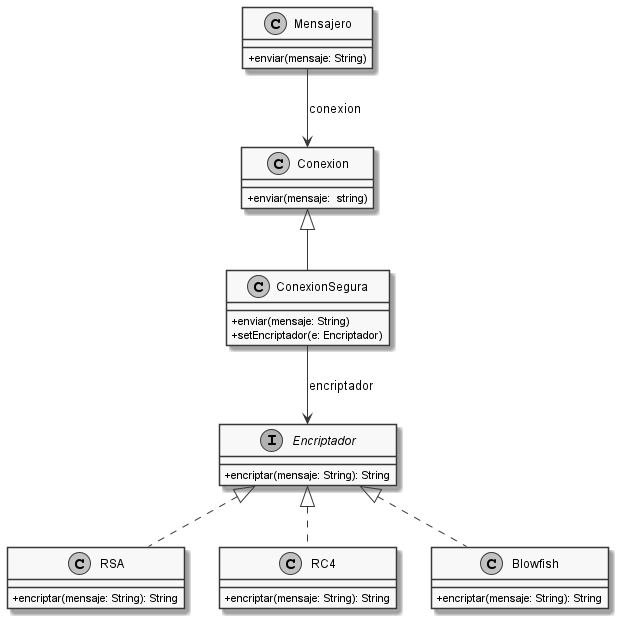 C Mensajero
+enviar(mensaje: String)
conexion
C Conexion
+enviar(mensaje: string)
C ConexionSegura
+enviar(mensaje: String)
+setEncriptador(e: Encriptador)
encriptador
I Encriptador
+encriptar(mensaje: String): String
C RSA
+encriptar(mensaje: String): String
C RC4
+encriptar(mensaje: String): String
C Blowfish
+encriptar(mensaje: String): String